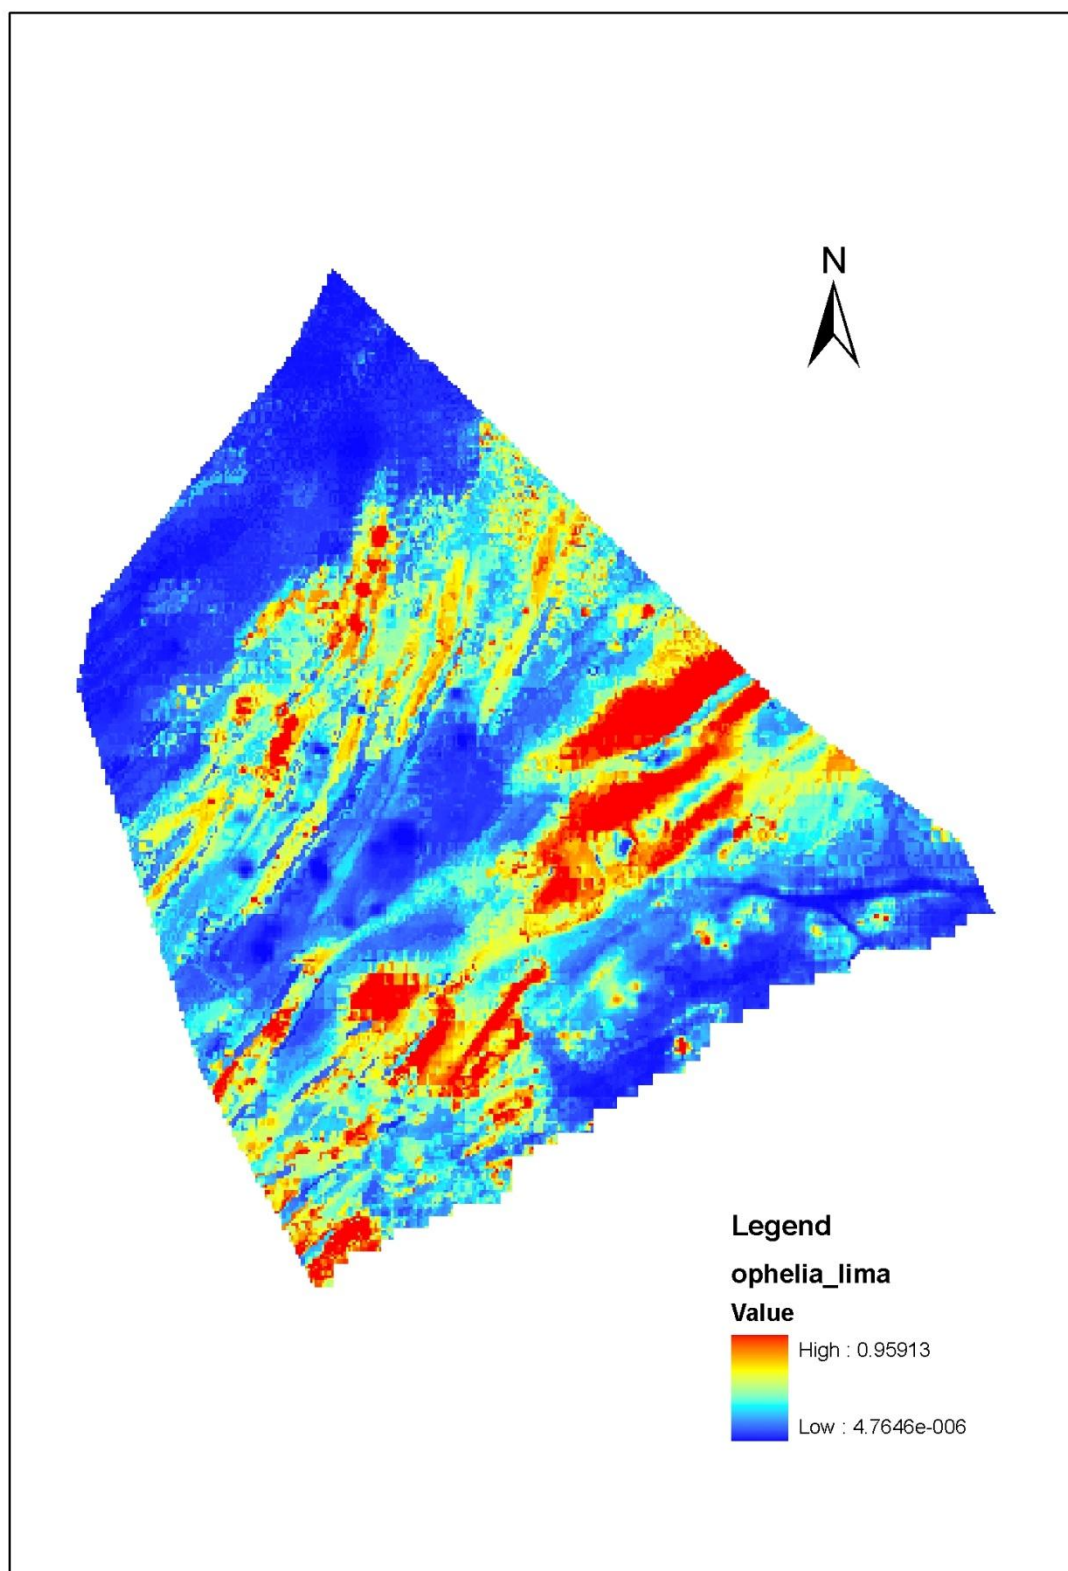 N
Legend
ophelia_lima
Value
High : 0.95913
Low : 4.7646e-006